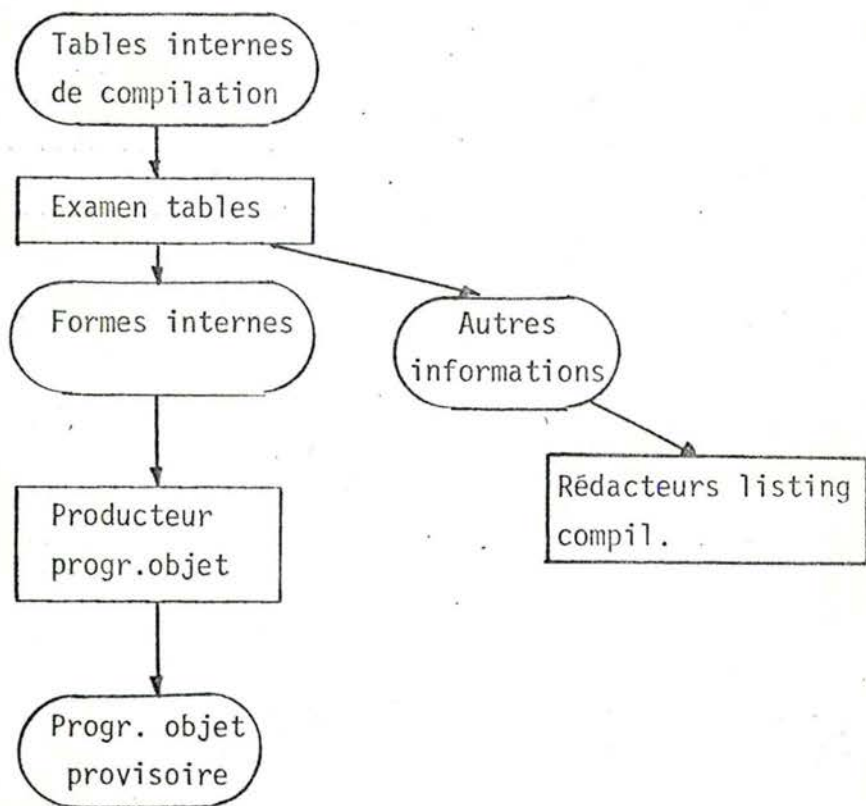 Tables internes
de compilation
Examen tables
Formes internes
Autres
informations
Rédacteurs listing
compil.
Producteur
progr.objet
Progr. objet
provisoire